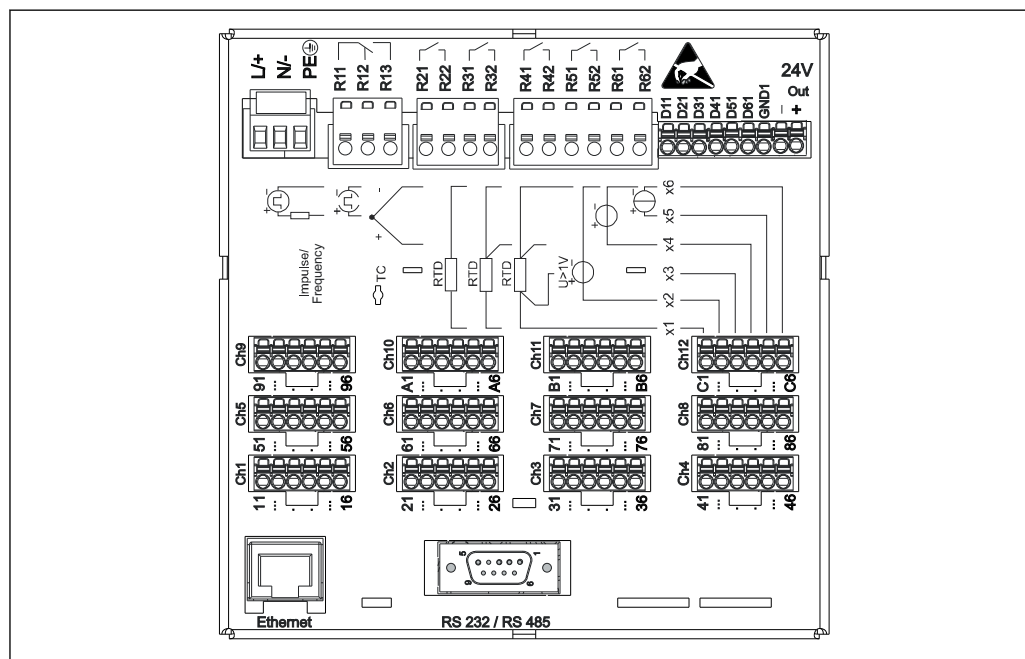 L/+ N/- PE
R11 R12 R13
R21 R22 R31 R32
R41 R42 R51 R52 R61 R62
D11 D21 D31 D41 D51 D61 GND1 - +
24V
Out
- + - + - +
Impulse/
Frequency
TC
RTD RTD RTD
U>1V
+ - + - + -
x6
x5
x4
x3
x2
x1
Ch9 Ch10 Ch11 Ch12
91 ... . . ... 96 A1 ... . . ... A6 B1 ... . . ... B6 C1 ... . . ... C6
Ch5 Ch6 Ch7 Ch8
51 ... . . ... 56 61 ... . . ... 66 71 ... . . ... 76 81 ... . . ... 86
Ch1 Ch2 Ch3 Ch4
11 ... . . ... 16 21 ... . . ... 26 31 ... . . ... 36 41 ... . . ... 46
5 1
9 6
Ethernet
RS 232 / RS 485